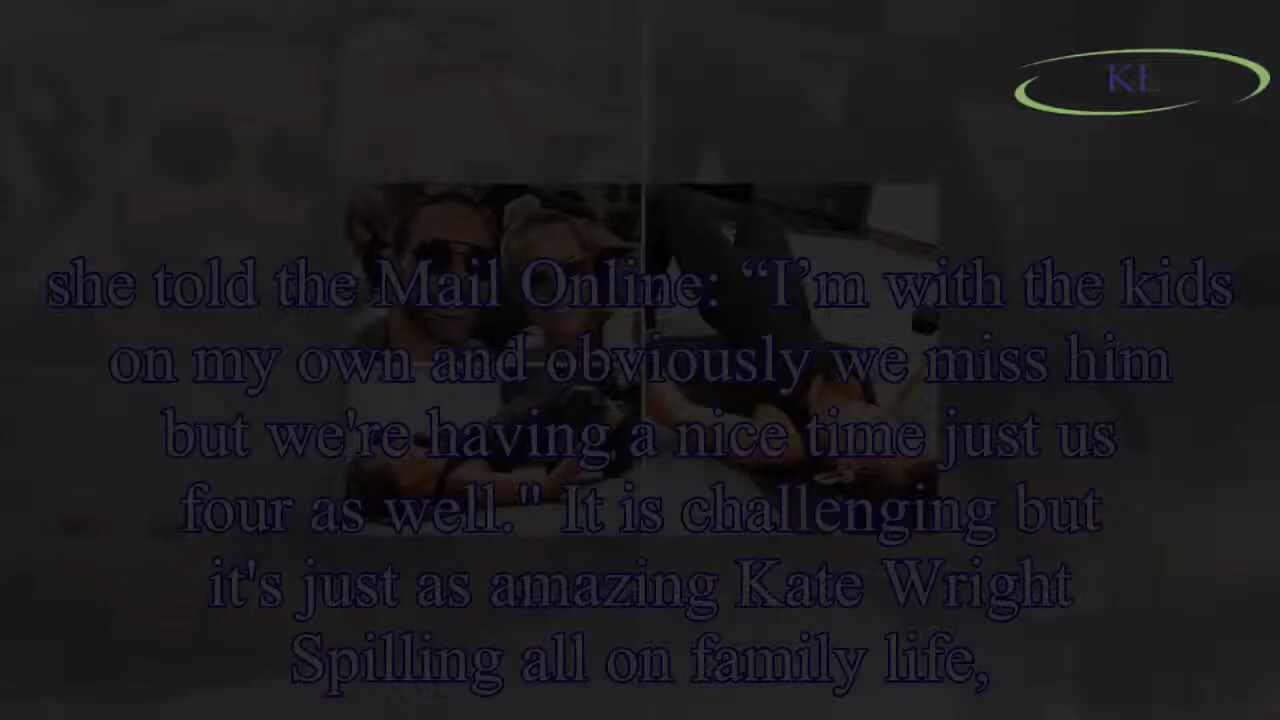 KL
she told the Mail Online: “I’m with the kids
on my own and obviously we miss him
but we're having a nice time just us
four as well." It is challenging but
it's just as amazing Kate Wright
Spilling all on family life,